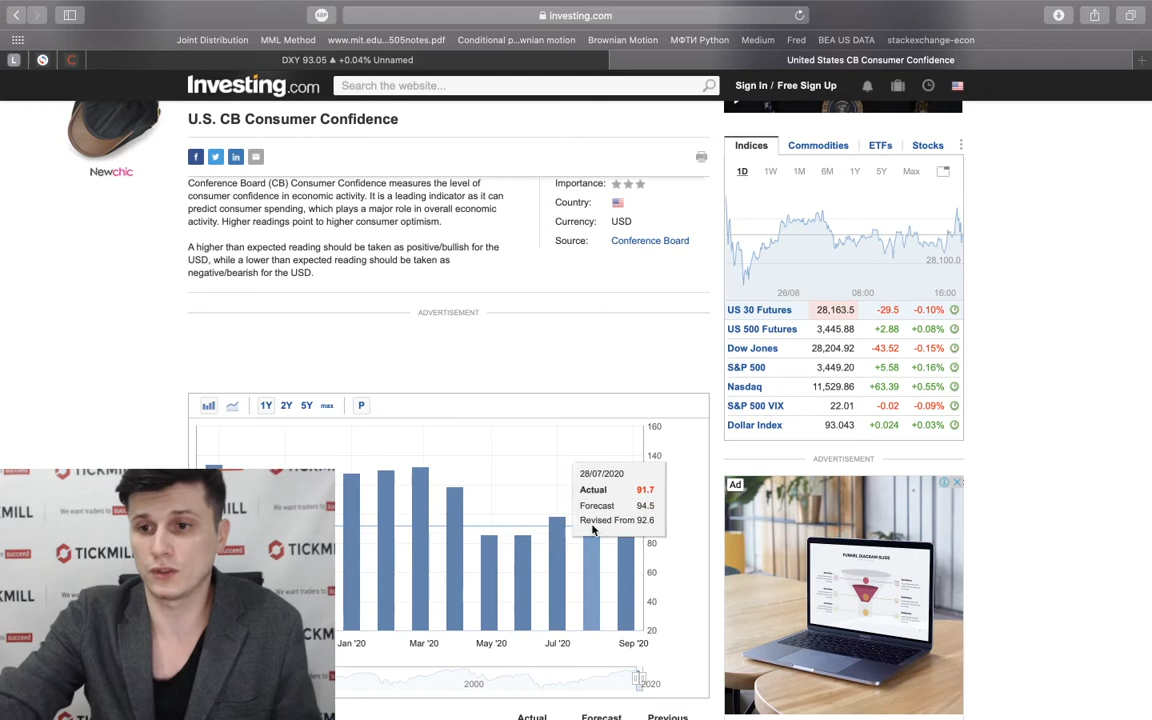 ABP
investing.com
Joint Distribution
MML Method
www.mit.edu...505notes.pdf
Conditional p...wnian motion
Brownian Motion
МФТИ Python
Medium
Fred
BEA US DATA
stackexchange-econ
L
C
DXY 93.05 ▲ +0.04% Unnamed
United States CB Consumer Confidence
Investing.com
Search the website...
Sign In / Free Sign Up
Newchic
U.S. CB Consumer Confidence
Conference Board (CB) Consumer Confidence measures the level of
consumer confidence in economic activity. It is a leading indicator as it can
predict consumer spending, which plays a major role in overall economic
activity. Higher readings point to higher consumer optimism.
A higher than expected reading should be taken as positive/bullish for the
USD, while a lower than expected reading should be taken as
negative/bearish for the USD.
Importance:
Country:
Currency: USD
Source: Conference Board
ADVERTISEMENT
1Y 2Y 5Y max P
160
140
80
60
40
20
28/07/2020
Actual 91.7
Forecast 94.5
Revised From 92.6
Jan '20 Mar '20 May '20 Jul '20 Sep '20
2000 2020
Actual Forecast Previous
Indices Commodities ETFs Stocks
1D 1W 1M 6M 1Y 5Y Max
28,100.0
26/08 08:00 16:00
US 30 Futures 28,163.5 -29.5 -0.10%
US 500 Futures 3,445.88 +2.88 +0.08%
Dow Jones 28,204.92 -43.52 -0.15%
S&P 500 3,449.20 +5.58 +0.16%
Nasdaq 11,529.86 +63.39 +0.55%
S&P 500 VIX 22.01 -0.02 -0.09%
Dollar Index 93.043 +0.024 +0.03%
ADVERTISEMENT
Ad
FUNNEL DIAGRAM SLIDE
We want traders to succeed
MILL
TICKMILL
TICKMILL
CKMILL